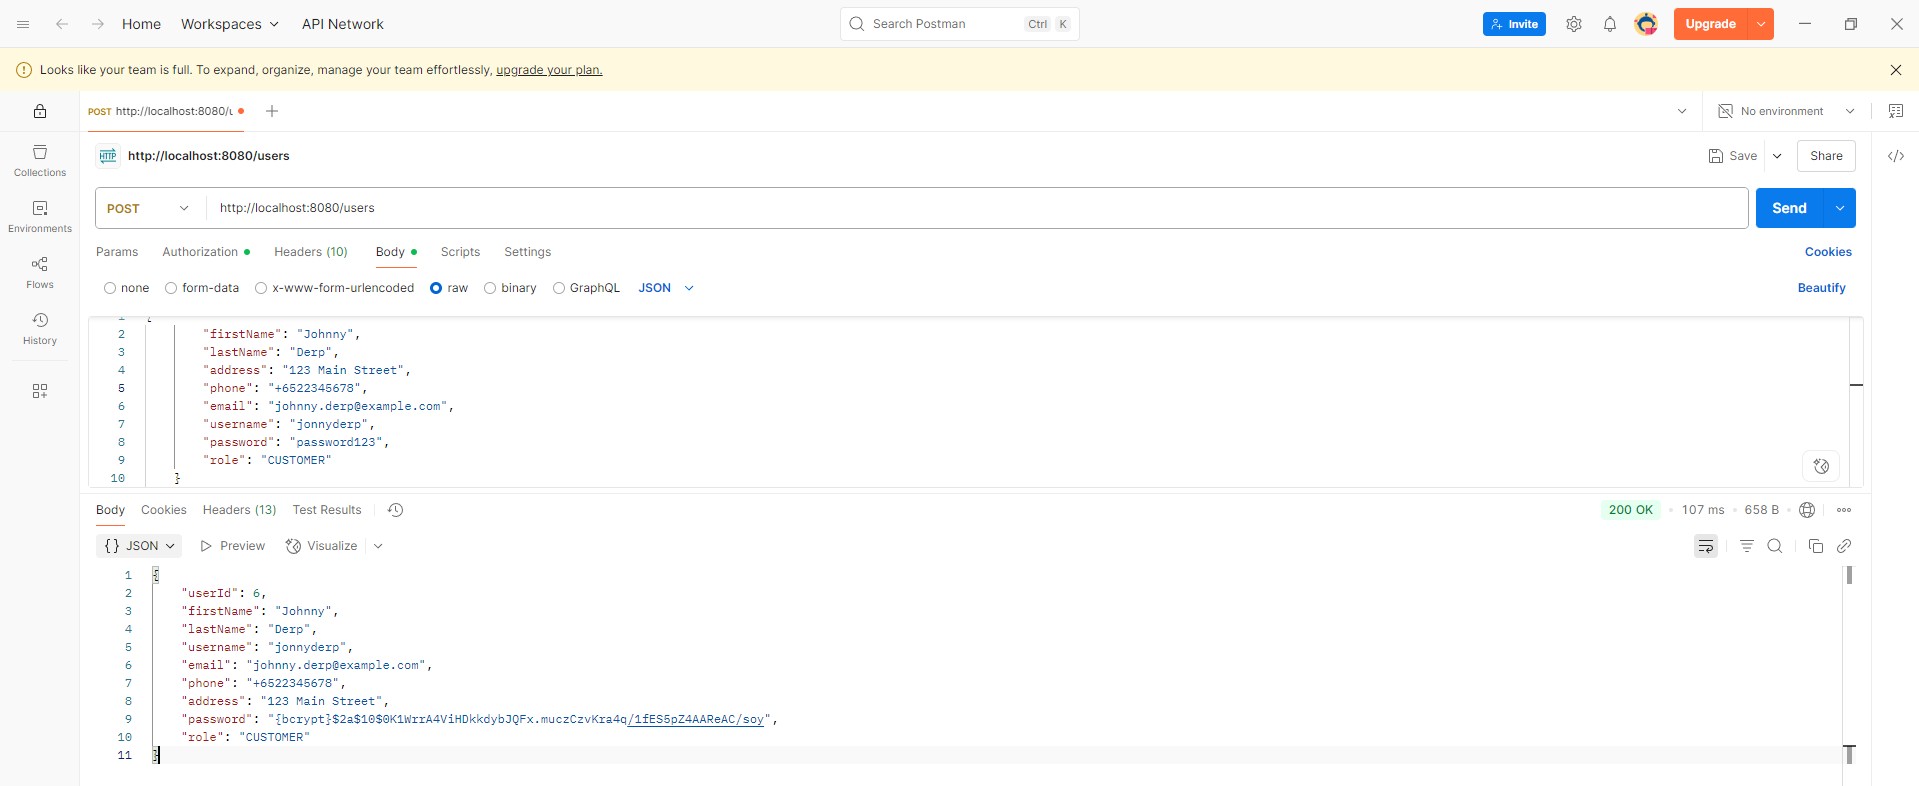 Home Workspaces API Network Search Postman Ctrl K Invite Upgrade
Looks like your team is full. To expand, organize, manage your team effortlessly, upgrade your plan.
POST http://localhost:8080/u No environment
HTTP http://localhost:8080/users Save Share
Collections
Environments
Flows
History
POST http://localhost:8080/users Send
Params Authorization Headers (10) Body Scripts Settings Cookies
none form-data x-www-form-urlencoded raw binary GraphQL JSON Beautify
1 {
2 "firstName": "Johnny",
3 "lastName": "Derp",
4 "address": "123 Main Street",
5 "phone": "+6522345678",
6 "email": "johnny.derp@example.com",
7 "username": "jonnyderp",
8 "password": "password123",
9 "role": "CUSTOMER"
10 }
Body Cookies Headers (13) Test Results 200 OK 107 ms 658 B
{} JSON Preview Visualize
1 {
2 "userId": 6,
3 "firstName": "Johnny",
4 "lastName": "Derp",
5 "username": "jonnyderp",
6 "email": "johnny.derp@example.com",
7 "phone": "+6522345678",
8 "address": "123 Main Street",
9 "password": "{bcrypt}$2a$10$0K1WrrA4ViHDkkdybJQFx.muczCzvKra4q/1fES5pZ4AAReAC/soy",
10 "role": "CUSTOMER"
11 }